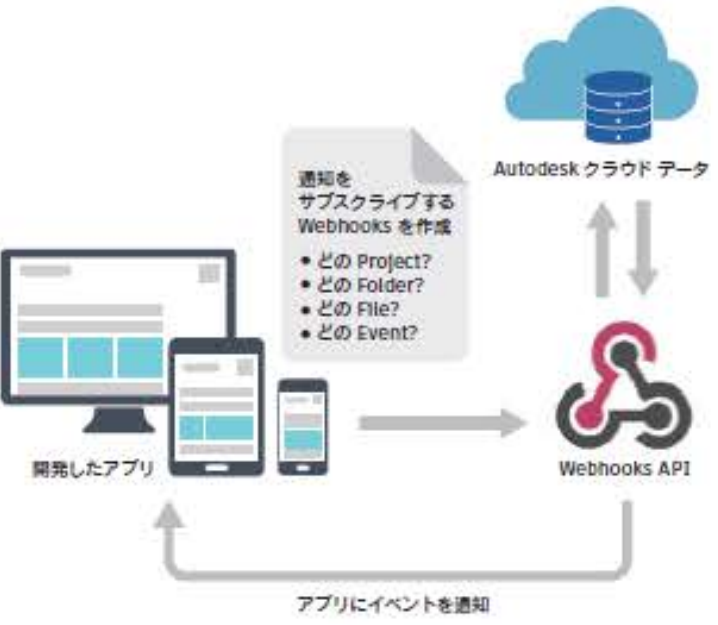 Autodesk クラウド データ
通知を
サブスクライブする
Webhooks を作成
• どの Project?
• どの Folder?
• どの File?
• どの Event?
開発したアプリ
Webhooks API
アプリにイベントを通知